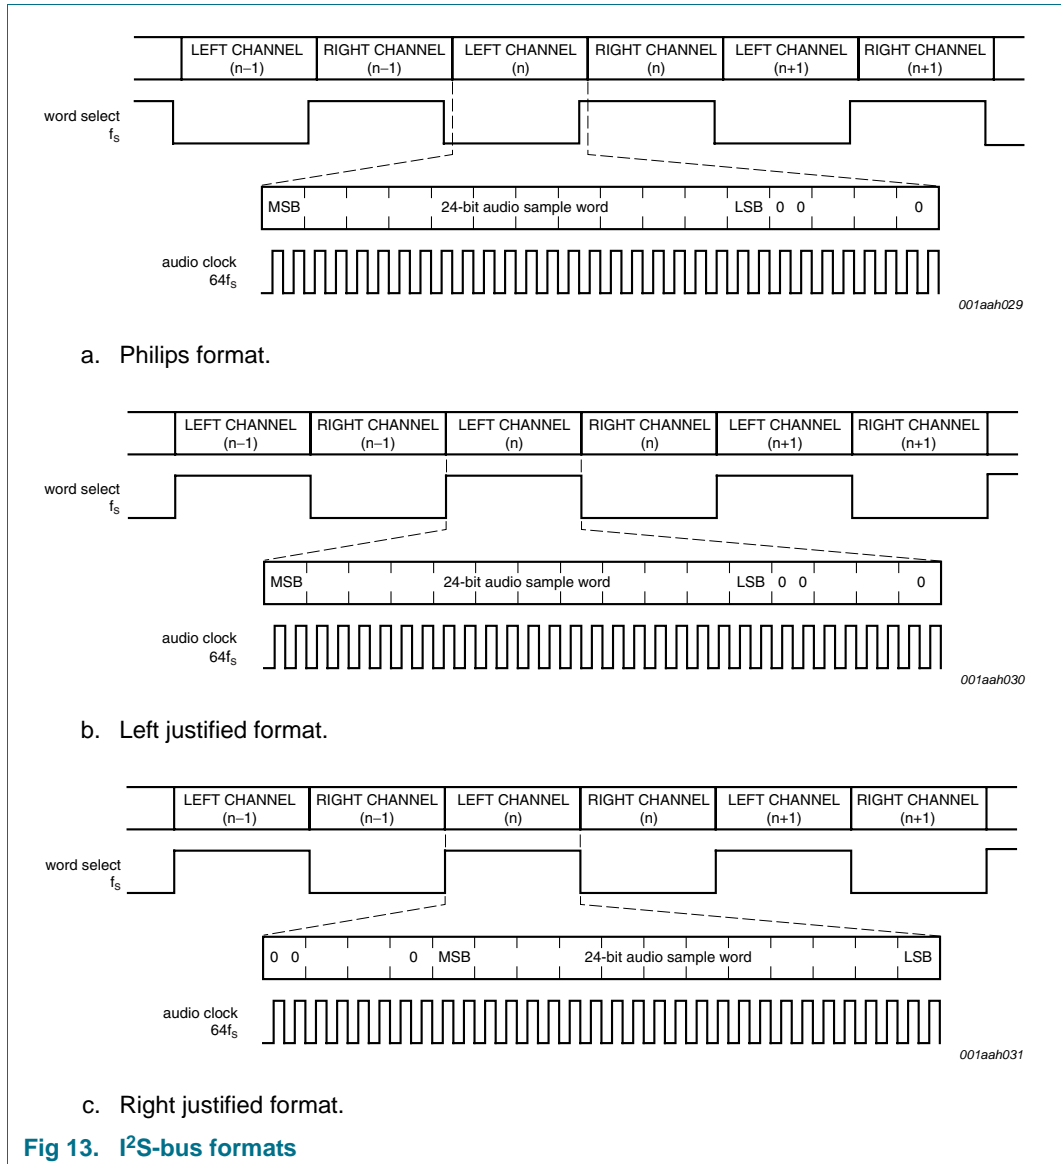 LEFT CHANNEL (n−1) RIGHT CHANNEL (n−1) LEFT CHANNEL (n) RIGHT CHANNEL (n) LEFT CHANNEL (n+1) RIGHT CHANNEL (n+1)
word select
fs
MSB 24-bit audio sample word LSB 0 0 0
audio clock
64fs
001aah029
a. Philips format.
LEFT CHANNEL (n−1) RIGHT CHANNEL (n−1) LEFT CHANNEL (n) RIGHT CHANNEL (n) LEFT CHANNEL (n+1) RIGHT CHANNEL (n+1)
word select
fs
MSB 24-bit audio sample word LSB 0 0 0
audio clock
64fs
001aah030
b. Left justified format.
LEFT CHANNEL (n−1) RIGHT CHANNEL (n−1) LEFT CHANNEL (n) RIGHT CHANNEL (n) LEFT CHANNEL (n+1) RIGHT CHANNEL (n+1)
word select
fs
0 0 0 MSB 24-bit audio sample word LSB
audio clock
64fs
001aah031
c. Right justified format.
Fig 13. I²S-bus formats